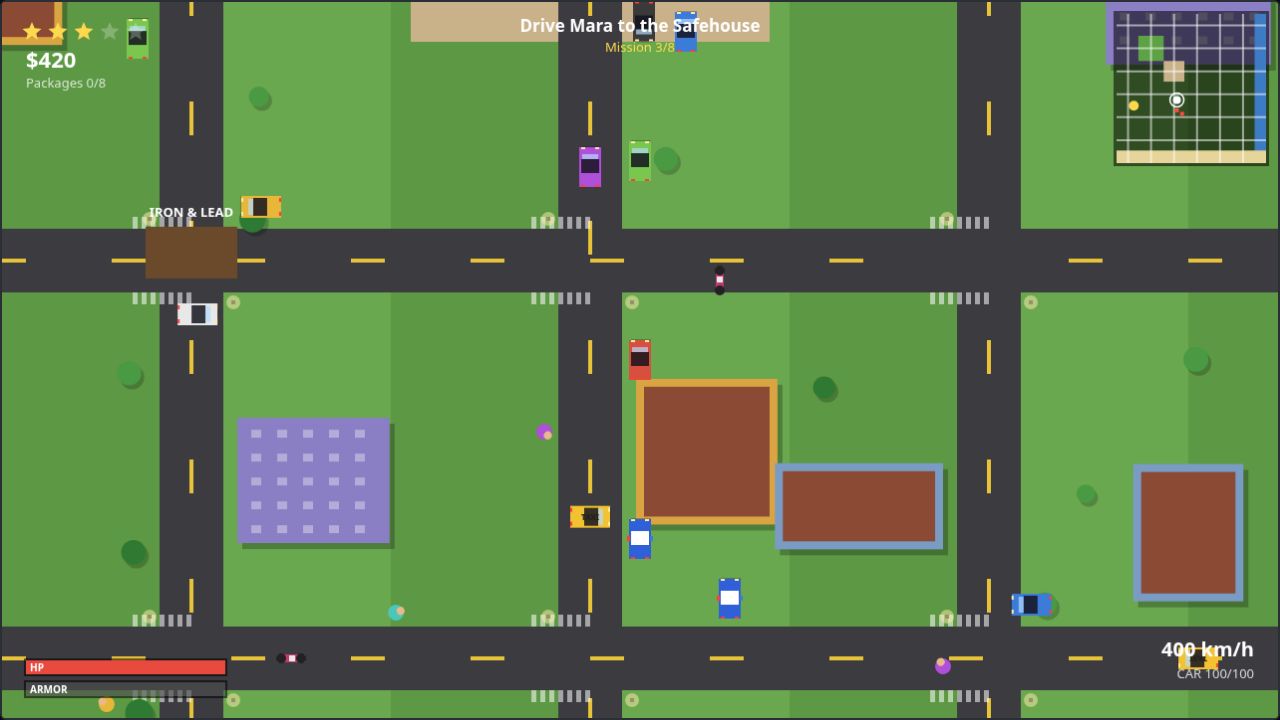 Drive Mara to the Safehouse
Mission 3/8
$420
Packages 0/8
IRON & LEAD
400 km/h
CAR 100/100
HP
ARMOR